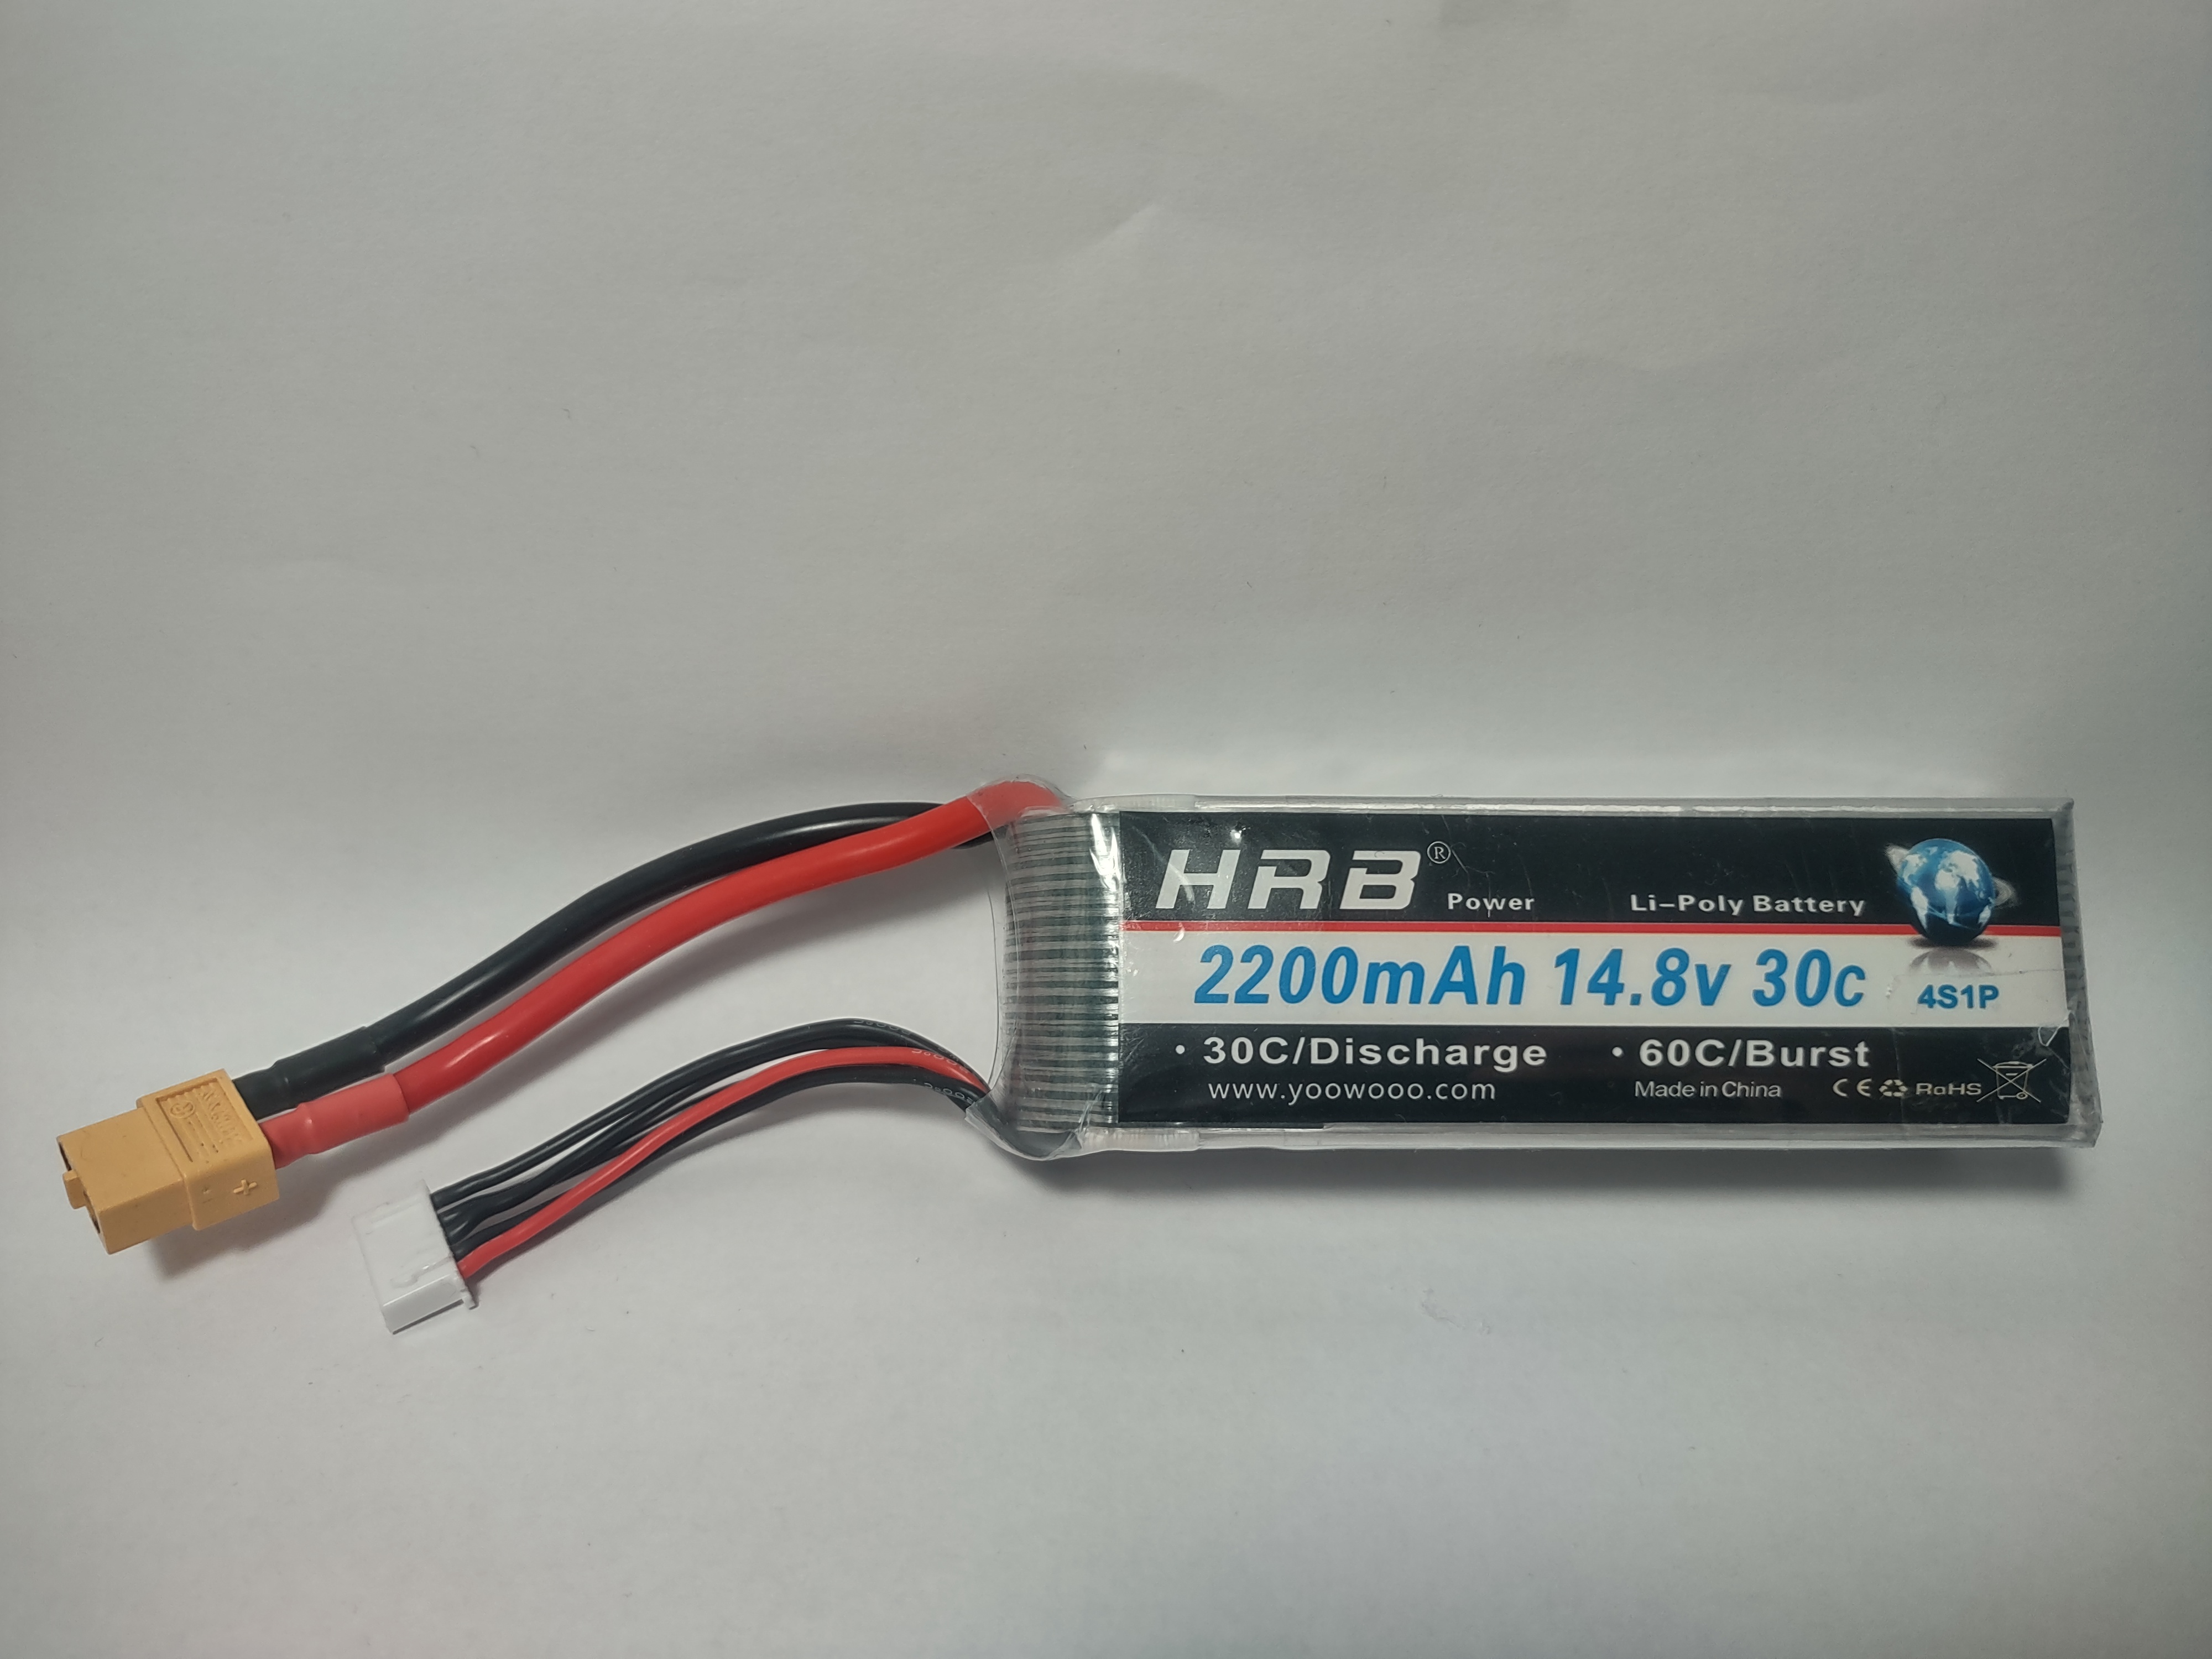 HRB® Power Li-Poly Battery
2200mAh 14.8v 30c 4S1P
• 30C/Discharge • 60C/Burst
www.yoowooo.com Made in China CE RoHS
- +